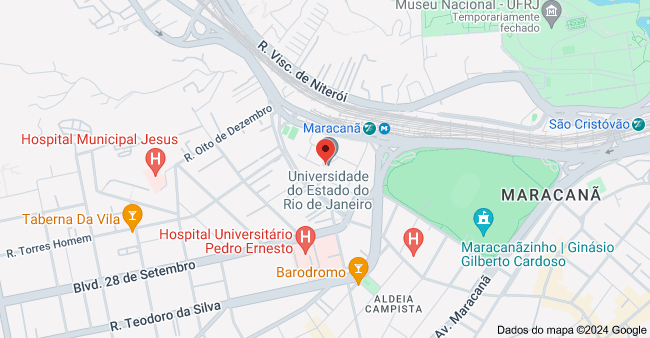 Museu Nacional - UFRJ
Temporariamente
fechado
R. Visc. de Niterói
R. Oito de Dezembro
Maracanã
São Cristóvão
Hospital Municipal Jesus
Universidade
do Estado do
Rio de Janeiro
MARACANÃ
Taberna Da Vila
R. Torres Homem
Hospital Universitário
Pedro Ernesto
Maracanãzinho | Ginásio
Gilberto Cardoso
Blvd. 28 de Setembro
Barodromo
ALDEIA
CAMPISTA
R. Teodoro da Silva
Av. Maracanã
Dados do mapa ©2024 Google